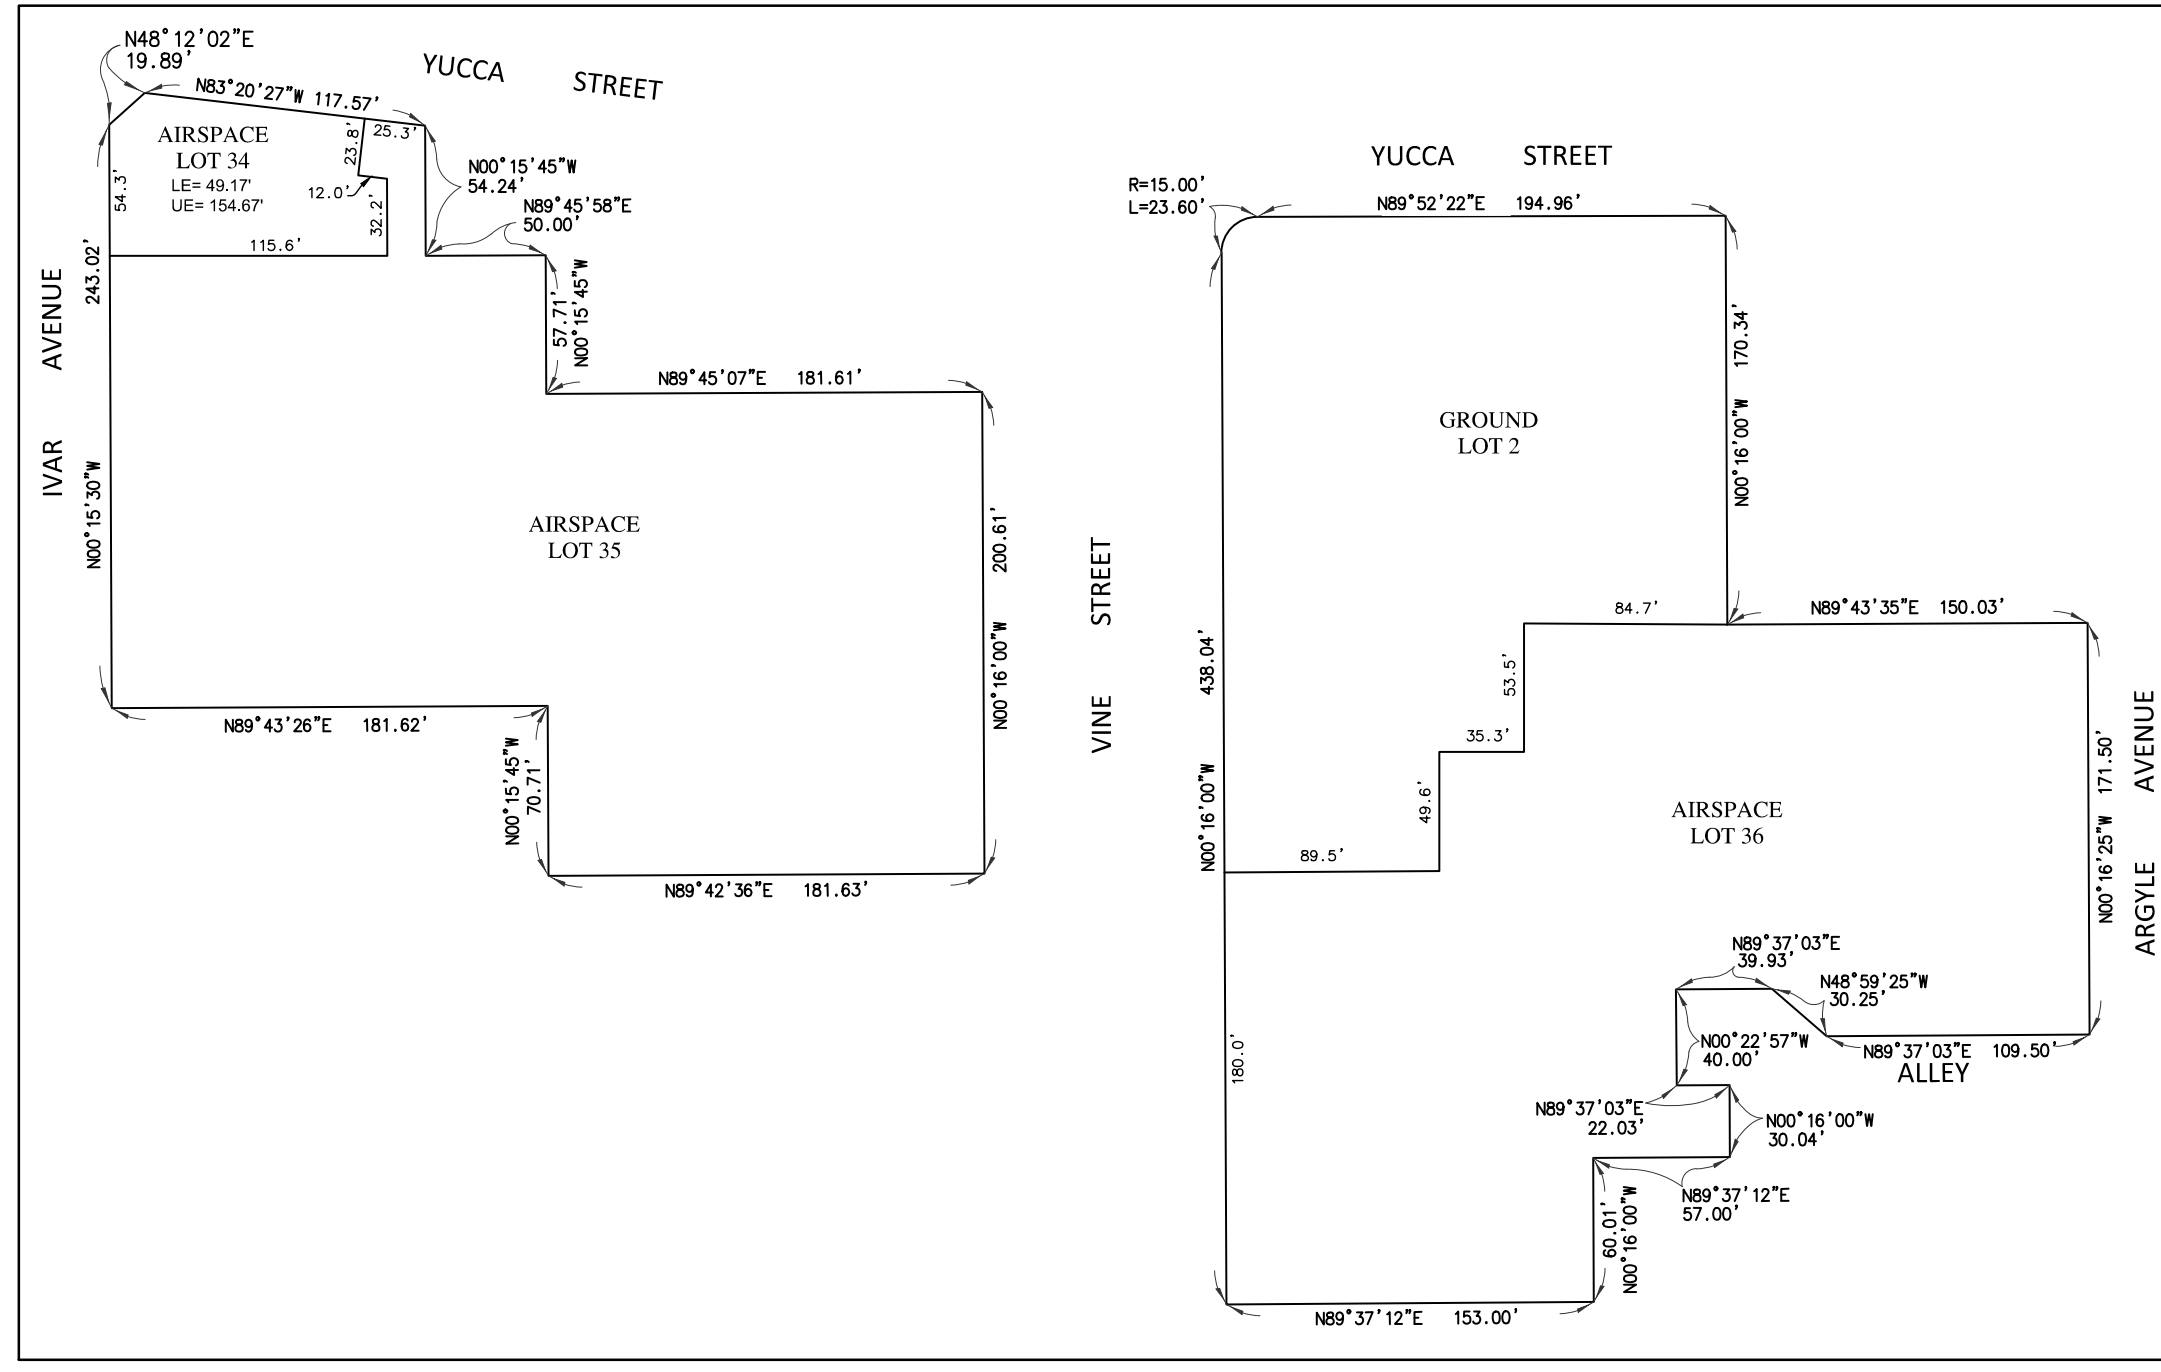 N48°12'02"E
19.89'
N83°20'27"W 117.57'
YUCCA STREET
AIRSPACE
LOT 34
LE= 49.17'
UE= 154.67'
23.8'
25.3'
12.0'
32.2'
54.3'
115.6'
N00°15'45"W
54.24'
N89°45'58"E
50.00'
57.71'
N00°15'45"W
IVAR AVENUE
N00°15'30"W 243.02'
N89°45'07"E 181.61'
AIRSPACE
LOT 35
N00°16'00"W 200.61'
N89°43'26"E 181.62'
N00°15'45"W
70.71'
N89°42'36"E 181.63'
VINE STREET
YUCCA STREET
R=15.00'
L=23.60'
N89°52'22"E 194.96'
N00°16'00"W 170.34'
GROUND
LOT 2
N00°16'00"W 438.04'
84.7'
N89°43'35"E 150.03'
53.5'
35.3'
49.6'
89.5'
AIRSPACE
LOT 36
N00°16'25"W 171.50'
ARGYLE AVENUE
N89°37'03"E
39.93'
N48°59'25"W
30.25'
N00°22'57"W
40.00'
N89°37'03"E 109.50'
ALLEY
180.0'
N89°37'03"E
22.03'
N00°16'00"W
30.04'
N89°37'12"E
57.00'
60.01'
N00°16'00"W
N89°37'12"E 153.00'